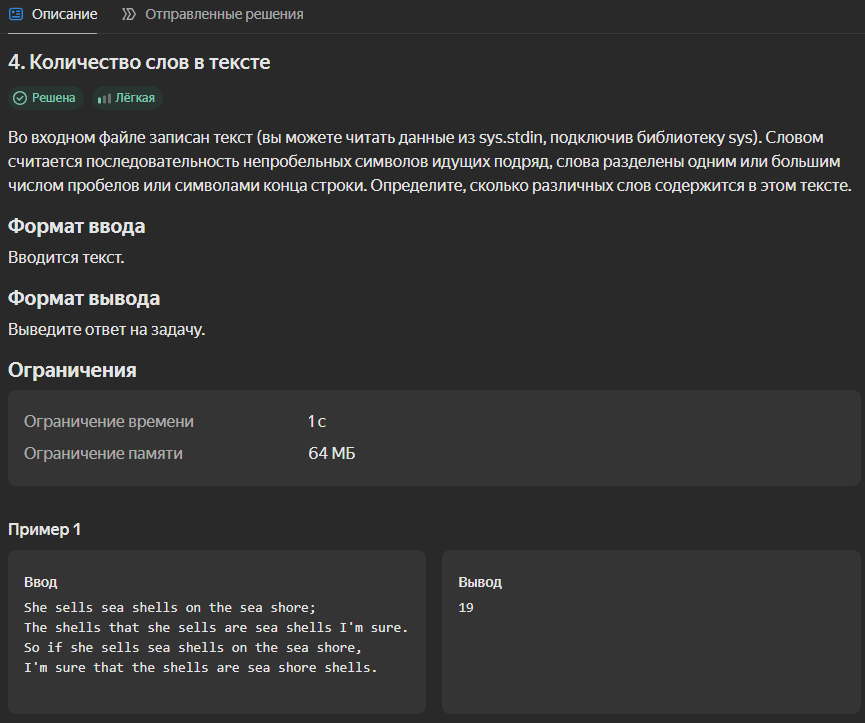 Описание
Отправленные решения
4. Количество слов в тексте
Решена
Лёгкая
Во входном файле записан текст (вы можете читать данные из sys.stdin, подключив библиотеку sys). Словом
считается последовательность непробельных символов идущих подряд, слова разделены одним или большим
числом пробелов или символами конца строки. Определите, сколько различных слов содержится в этом тексте.
Формат ввода
Вводится текст.
Формат вывода
Выведите ответ на задачу.
Ограничения
Ограничение времени 1 с
Ограничение памяти 64 МБ
Пример 1
Ввод
She sells sea shells on the sea shore;
The shells that she sells are sea shells I'm sure.
So if she sells sea shells on the sea shore,
I'm sure that the shells are sea shore shells.
Вывод
19